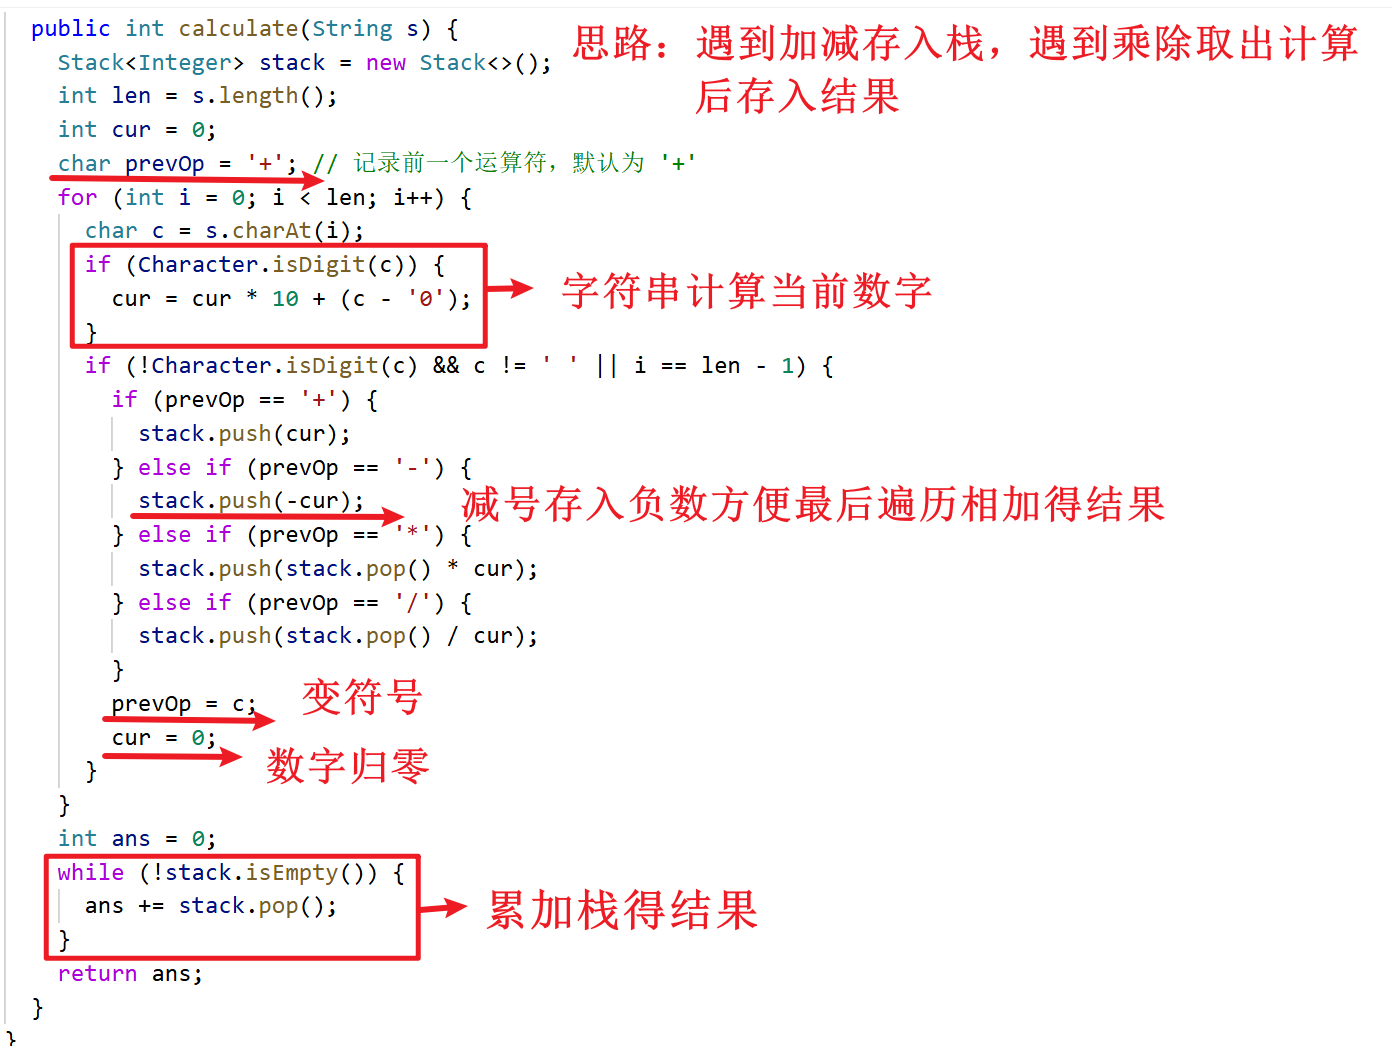 public int calculate(String s) {
思路：遇到加减存入栈，遇到乘除取出计算
后存入结果
Stack<Integer> stack = new Stack<>();
int len = s.length();
int cur = 0;
char prevOp = '+'; // 记录前一个运算符，默认为 '+'
for (int i = 0; i < len; i++) {
char c = s.charAt(i);
if (Character.isDigit(c)) {
cur = cur * 10 + (c - '0');
}
字符串计算当前数字
if (!Character.isDigit(c) && c != ' ' || i == len - 1) {
if (prevOp == '+') {
stack.push(cur);
} else if (prevOp == '-') {
stack.push(-cur);
减号存入负数方便最后遍历相加得结果
} else if (prevOp == '*') {
stack.push(stack.pop() * cur);
} else if (prevOp == '/') {
stack.push(stack.pop() / cur);
}
prevOp = c;
变符号
cur = 0;
数字归零
}
}
int ans = 0;
while (!stack.isEmpty()) {
ans += stack.pop();
累加栈得结果
}
return ans;
}
}